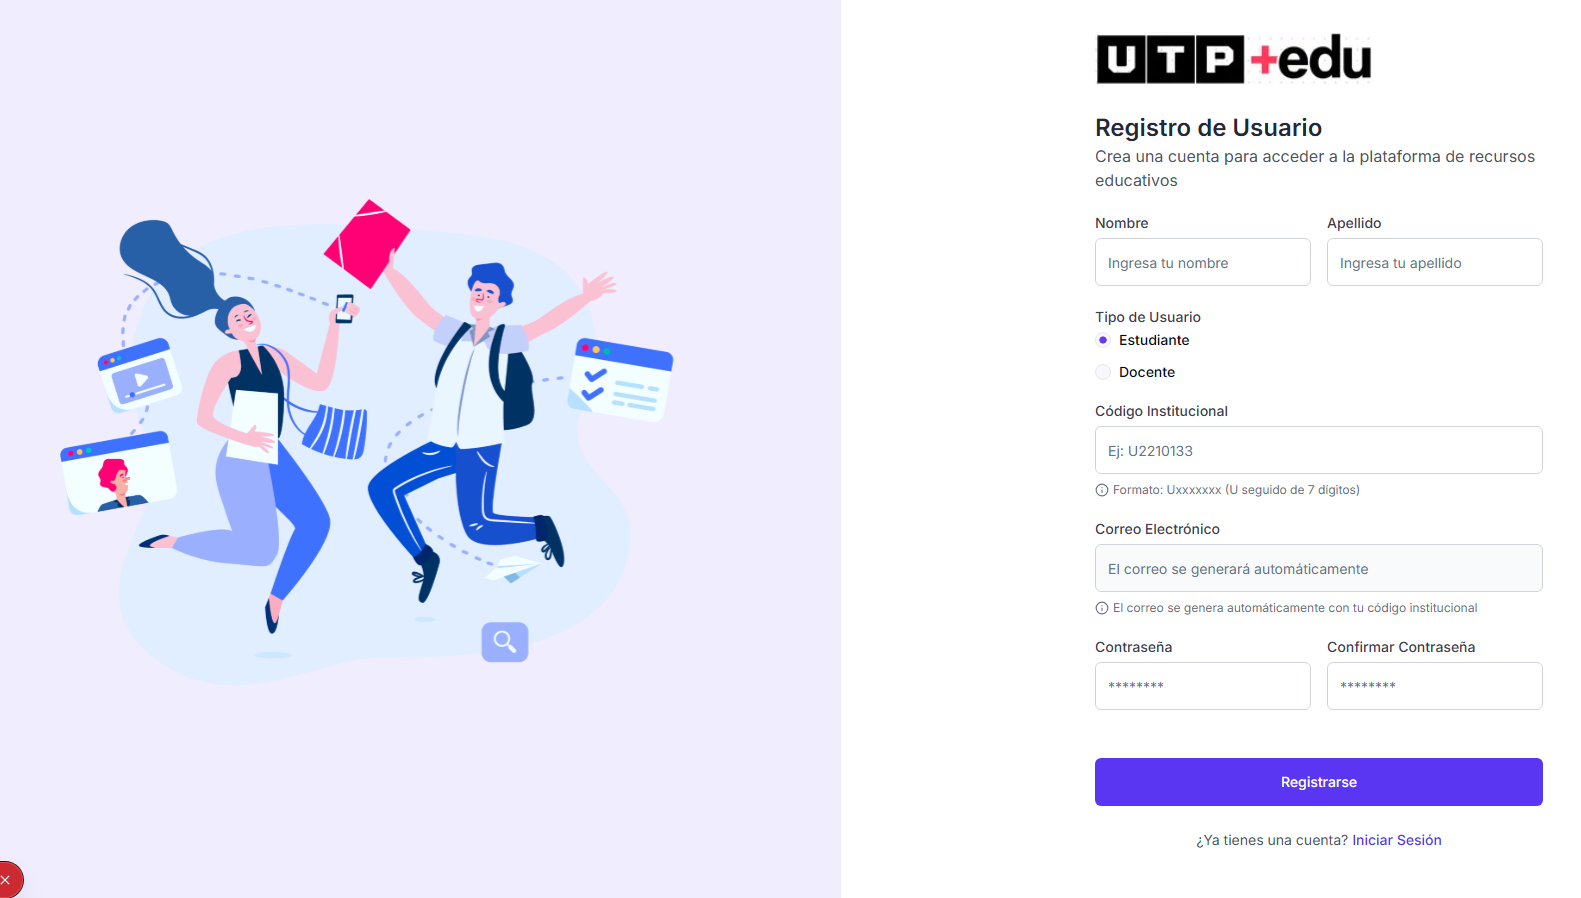 UTP+edu
Registro de Usuario
Crea una cuenta para acceder a la plataforma de recursos
educativos
Nombre
Apellido
Ingresa tu nombre
Ingresa tu apellido
Tipo de Usuario
Estudiante
Docente
Código Institucional
Ej: U2210133
Formato: Uxxxxxxx (U seguido de 7 dígitos)
Correo Electrónico
El correo se generará automáticamente
El correo se genera automáticamente con tu código institucional
Contraseña
Confirmar Contraseña
********
********
Registrarse
¿Ya tienes una cuenta? Iniciar Sesión